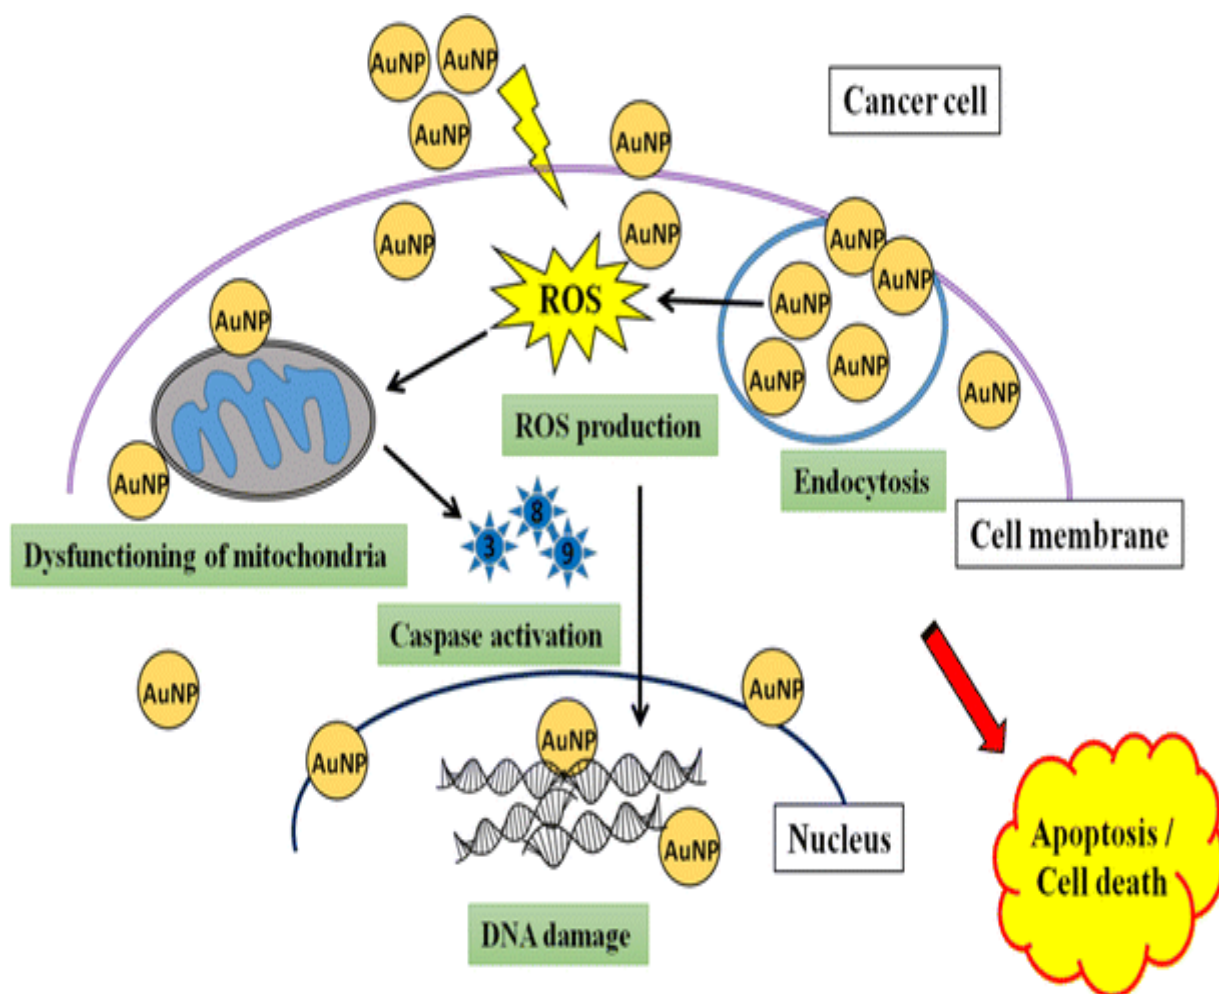 AuNP
AuNP
AuNP
AuNP
Cancer cell
AuNP
AuNP
AuNP
AuNP
ROS
AuNP
AuNP
AuNP
AuNP
AuNP
ROS production
AuNP
Endocytosis
8
3
9
Cell membrane
Dysfunctioning of mitochondria
Caspase activation
AuNP
AuNP
AuNP
AuNP
AuNP
Nucleus
Apoptosis /
Cell death
DNA damage